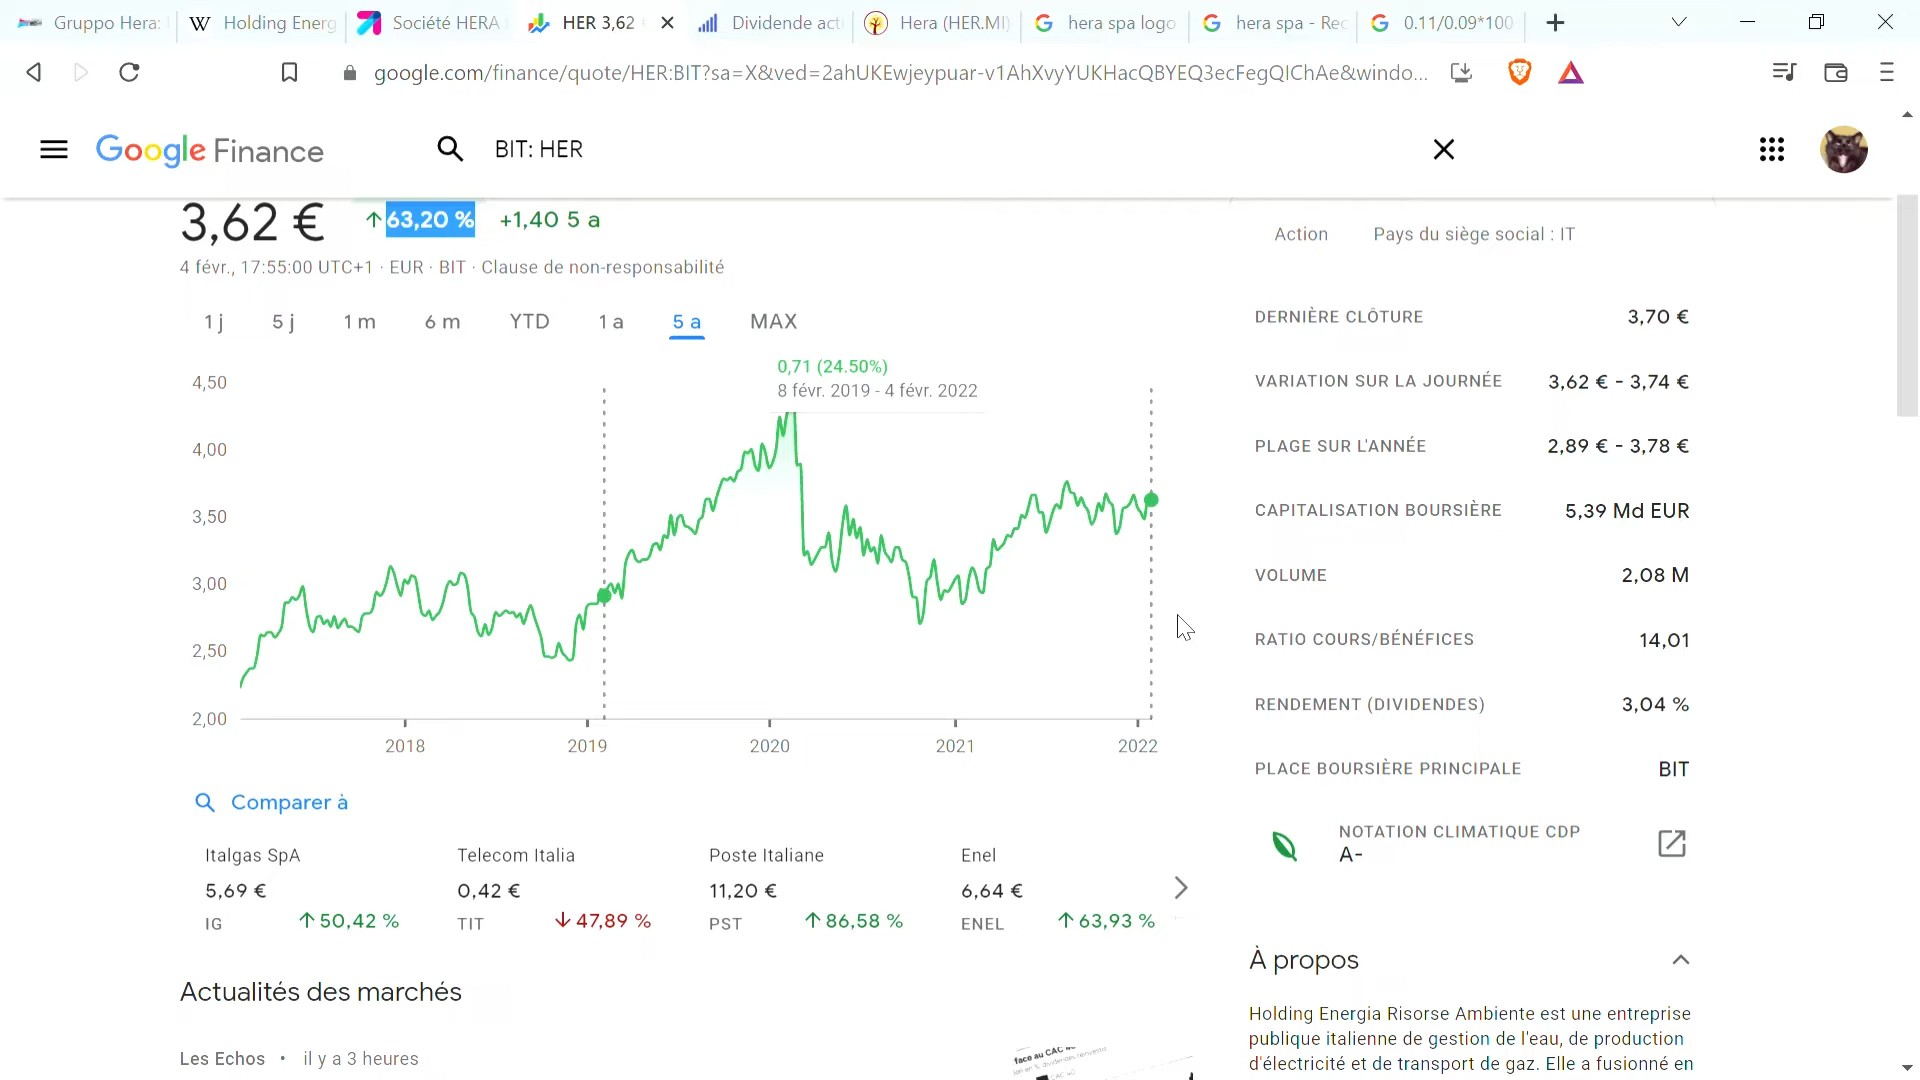 Gruppo Hera:
Holding Energ
Société HERA
HER 3,62
Dividende act
Hera (HER.MI)
hera spa logo
hera spa - Rec
0.11/0.09*100
google.com/finance/quote/HER:BIT?sa=X&ved=2ahUKEwjeypuar-v1AhXvyYUKHacQBYEQ3ecFegQIChAe&windo...
Google Finance
BIT: HER
3,62 €
63,20 %
+1,40 5 a
4 févr., 17:55:00 UTC+1 · EUR · BIT · Clause de non-responsabilité
1 j
5 j
1 m
6 m
YTD
1 a
5 a
MAX
0,71 (24.50%)
8 févr. 2019 - 4 févr. 2022
4,50
4,00
3,50
3,00
2,50
2,00
2018
2019
2020
2021
2022
Comparer à
Italgas SpA
5,69 €
IG
50,42 %
Telecom Italia
0,42 €
TIT
47,89 %
Poste Italiane
11,20 €
PST
86,58 %
Enel
6,64 €
ENEL
63,93 %
Actualités des marchés
Les Echos • il y a 3 heures
face au CAC 40
Action
Pays du siège social : IT
DERNIÈRE CLÔTURE
3,70 €
VARIATION SUR LA JOURNÉE
3,62 € - 3,74 €
PLAGE SUR L'ANNÉE
2,89 € - 3,78 €
CAPITALISATION BOURSIÈRE
5,39 Md EUR
VOLUME
2,08 M
RATIO COURS/BÉNÉFICES
14,01
RENDEMENT (DIVIDENDES)
3,04 %
PLACE BOURSIÈRE PRINCIPALE
BIT
NOTATION CLIMATIQUE CDP
A-
À propos
Holding Energia Risorse Ambiente est une entreprise
publique italienne de gestion de l'eau, de production
d'électricité et de transport de gaz. Elle a fusionné en